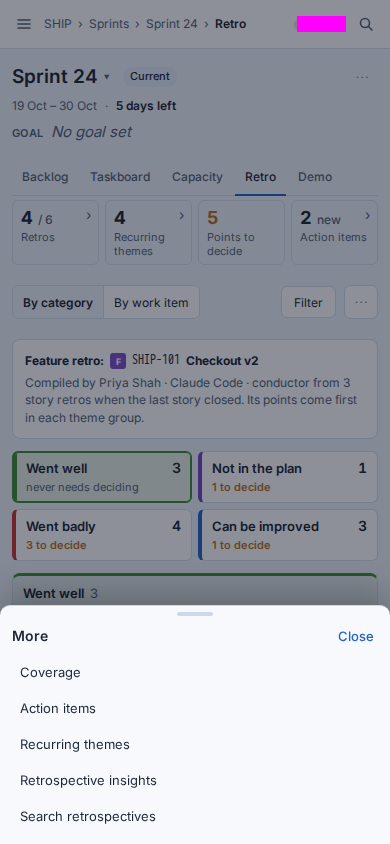 SHIP › Sprints › Sprint 24 › Retro
Sprint 24 ▾ Current ...
19 Oct – 30 Oct · 5 days left
GOAL No goal set
Backlog Taskboard Capacity Retro Demo
4 / 6 ›
Retros
4 ›
Recurring
themes
5
Points to
decide
2 new ›
Action items
By category By work item Filter ...
Feature retro: F SHIP-101 Checkout v2
Compiled by Priya Shah · Claude Code · conductor from 3
story retros when the last story closed. Its points come first
in each theme group.
Went well 3
never needs deciding
Not in the plan 1
1 to decide
Went badly 4
3 to decide
Can be improved 3
1 to decide
Went well 3
More Close
Coverage
Action items
Recurring themes
Retrospective insights
Search retrospectives